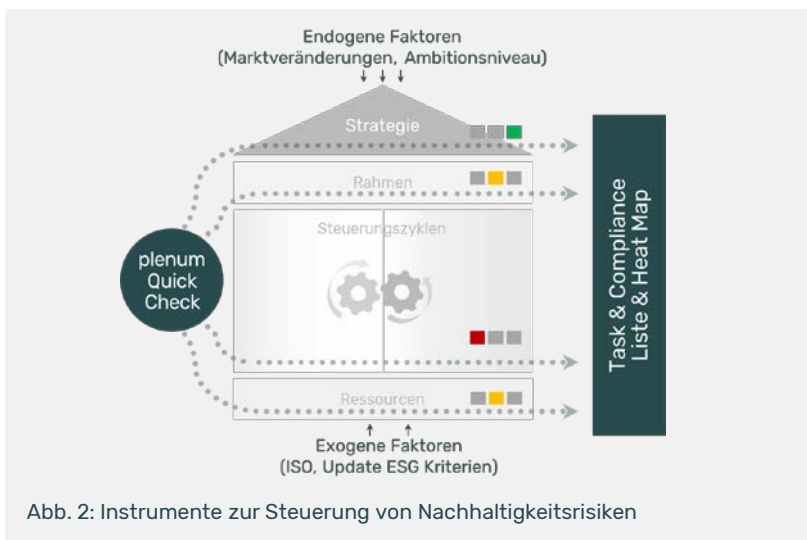 Endogene Faktoren
(Marktveränderungen, Ambitionsniveau)
Strategie
Rahmen
Steuerungszyklen
plenum
Quick
Check
Ressourcen
Exogene Faktoren
(ISO, Update ESG Kriterien)
Task & Compliance
Liste & Heat Map
Abb. 2: Instrumente zur Steuerung von Nachhaltigkeitsrisiken